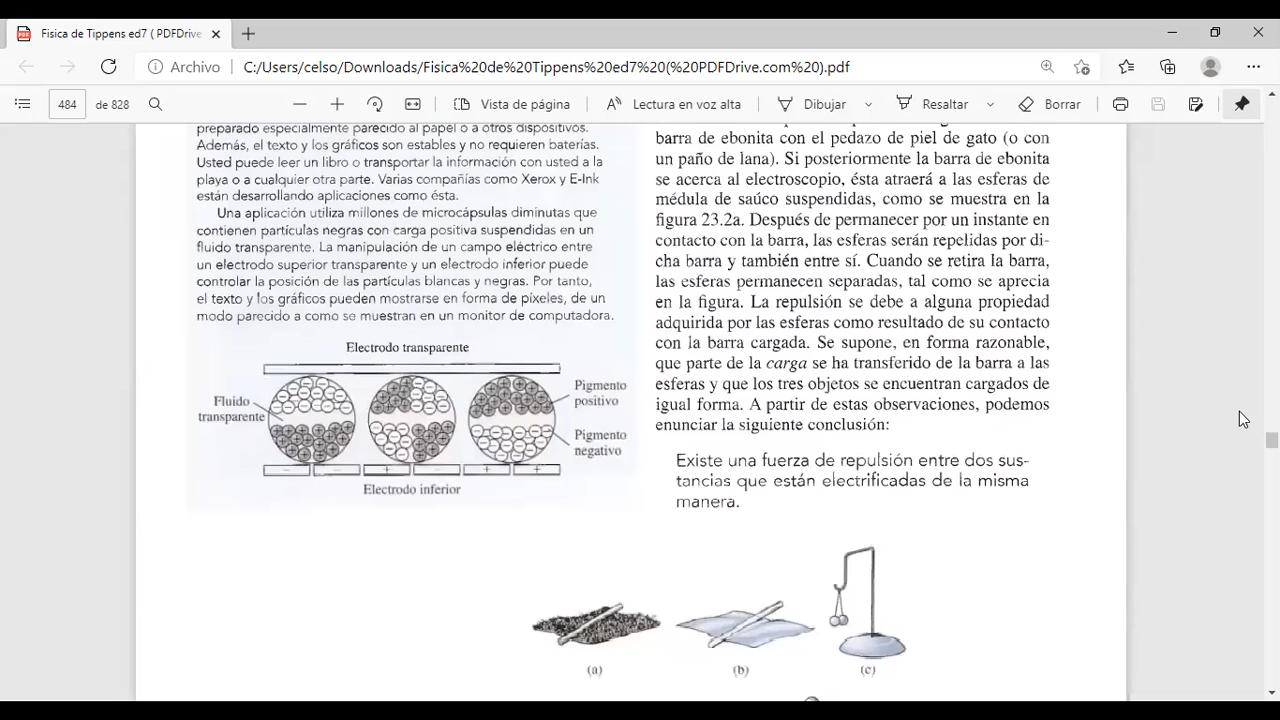 Fisica de Tippens ed7 ( PDFDrive
Archivo
C:/Users/celso/Downloads/Fisica%20de%20Tippens%20ed7%20(%20PDFDrive.com%20).pdf
484
de 828
Vista de página
Lectura en voz alta
Dibujar
Resaltar
Borrar
preparado especialmente parecido al papel o a otros dispositivos.
Además, el texto y los gráficos son estables y no requieren baterías.
Usted puede leer un libro o transportar la información con usted a la
playa o a cualquier otra parte. Varias compañías como Xerox y E-Ink
están desarrollando aplicaciones como ésta.
Una aplicación utiliza millones de microcápsulas diminutas que
contienen partículas negras con carga positiva suspendidas en un
fluido transparente. La manipulación de un campo eléctrico entre
un electrodo superior transparente y un electrodo inferior puede
controlar la posición de las partículas blancas y negras. Por tanto,
el texto y los gráficos pueden mostrarse en forma de píxeles, de un
modo parecido a como se muestran en un monitor de computadora.
Electrodo transparente
Fluido
transparente
Pigmento
positivo
Pigmento
negativo
Electrodo inferior
barra de ebonita con el pedazo de piel de gato (o con
un paño de lana). Si posteriormente la barra de ebonita
se acerca al electroscopio, ésta atraerá a las esferas de
médula de saúco suspendidas, como se muestra en la
figura 23.2a. Después de permanecer por un instante en
contacto con la barra, las esferas serán repelidas por di-
cha barra y también entre sí. Cuando se retira la barra,
las esferas permanecen separadas, tal como se aprecia
en la figura. La repulsión se debe a alguna propiedad
adquirida por las esferas como resultado de su contacto
con la barra cargada. Se supone, en forma razonable,
que parte de la carga se ha transferido de la barra a las
esferas y que los tres objetos se encuentran cargados de
igual forma. A partir de estas observaciones, podemos
enunciar la siguiente conclusión:
Existe una fuerza de repulsión entre dos sus-
tancias que están electrificadas de la misma
manera.
(a)
(b)
(c)